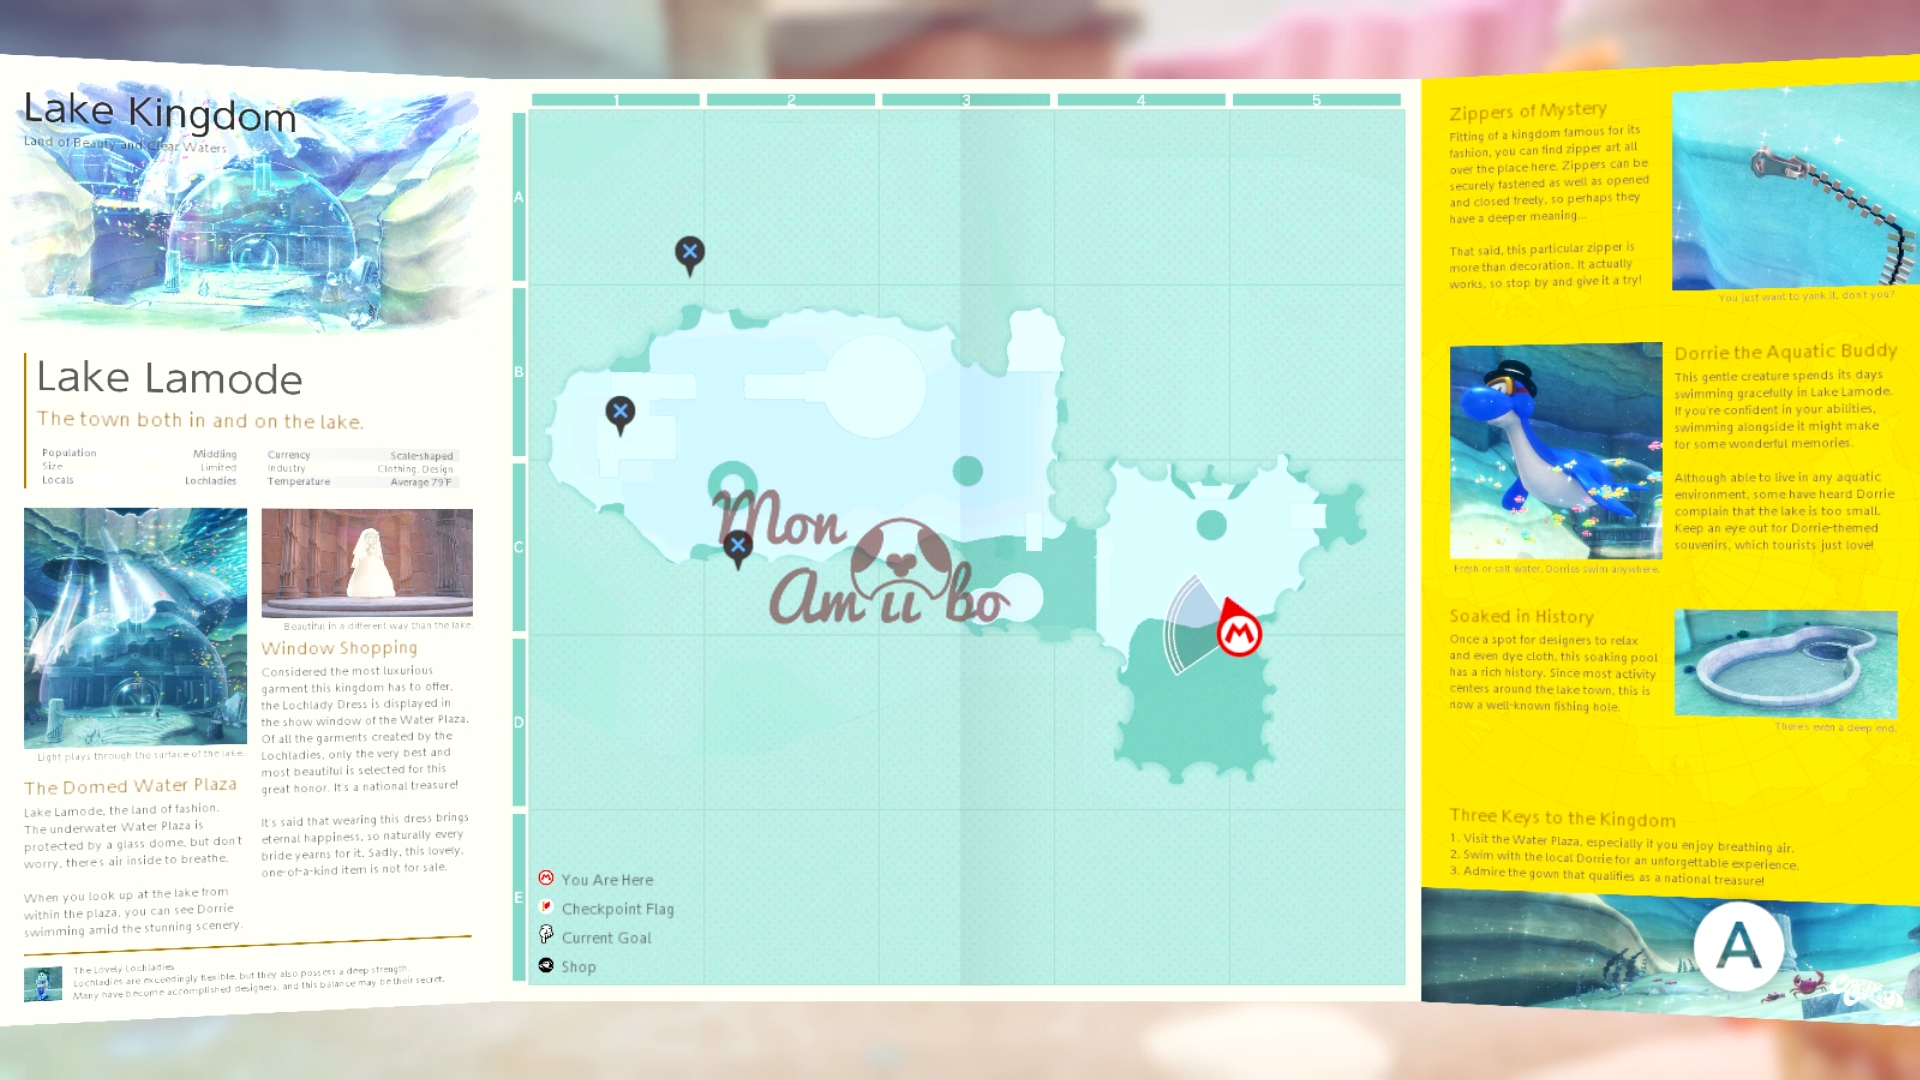 Lake Kingdom
Land of Beauty and Clear Waters
Lake Lamode
The town both in and on the lake.
Population Middling
Size Limited
Locals Lochladies
Currency Scale-shaped
Industry Clothing, Design
Temperature Average 79°F
Light plays through the surface of the lake.
The Domed Water Plaza
Lake Lamode, the land of fashion.
The underwater Water Plaza is
protected by a glass dome, but don't
worry, there's air inside to breathe.
When you look up at the lake from
within the plaza, you can see Dorrie
swimming amid the stunning scenery.
Beautiful in a different way than the lake.
Window Shopping
Considered the most luxurious
garment this kingdom has to offer,
the Lochlady Dress is displayed in
the show window of the Water Plaza.
Of all the garments created by the
Lochladies, only the very best and
most beautiful is selected for this
great honor. It's a national treasure!
It's said that wearing this dress brings
eternal happiness, so naturally every
bride yearns for it. Sadly, this lovely,
one-of-a-kind item is not for sale.
The Lovely Lochladies
Lochladies are exceedingly flexible, but they also possess a deep strength.
Many have become accomplished designers, and this balance may be their secret.
1 2 3 4 5
A
B
C
D
E
Mon
Amiibo
M
You Are Here
Checkpoint Flag
Current Goal
Shop
Zippers of Mystery
Fitting of a kingdom famous for its
fashion, you can find zipper art all
over the place here. Zippers can be
securely fastened as well as opened
and closed freely, so perhaps they
have a deeper meaning...
That said, this particular zipper is
more than decoration. It actually
works, so stop by and give it a try!
You just want to yank it, don't you?
Dorrie the Aquatic Buddy
This gentle creature spends its days
swimming gracefully in Lake Lamode.
If you're confident in your abilities,
swimming alongside it might make
for some wonderful memories.
Although able to live in any aquatic
environment, some have heard Dorrie
complain that the lake is too small.
Keep an eye out for Dorrie-themed
souvenirs, which tourists just love!
Fresh or salt water, Dorries swim anywhere.
Soaked in History
Once a spot for designers to relax
and even dye cloth, this soaking pool
has a rich history. Since most activity
centers around the lake town, this is
now a well-known fishing hole.
There's even a deep end.
Three Keys to the Kingdom
1. Visit the Water Plaza, especially if you enjoy breathing air.
2. Swim with the local Dorrie for an unforgettable experience.
3. Admire the gown that qualifies as a national treasure!
A